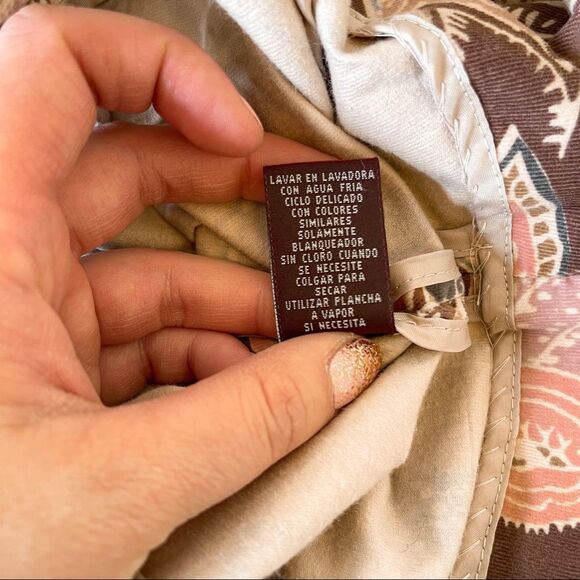 LAVAR EN LAVADORA
CON AGUA FRIA
CICLO DELICADO
CON COLORES
SIMILARES
SOLAMENTE
BLANQUEADOR
SIN CLORO CUANDO
SE NECESITE
COLGAR PARA
SECAR
UTILIZAR PLANCHA
A VAPOR
SI NECESITA